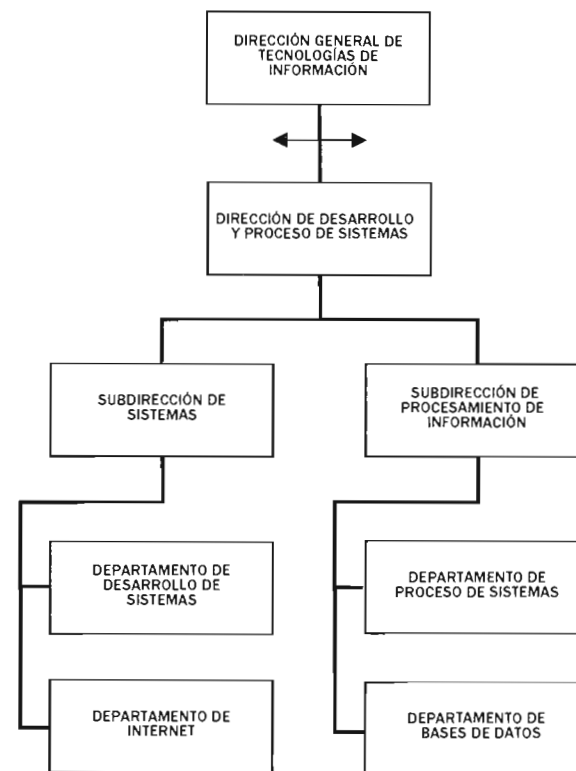 DIRECCIÓN GENERAL DE
TECNOLOGÍAS DE
INFORMACIÓN
DIRECCIÓN DE DESARROLLO
Y PROCESO DE SISTEMAS
SUBDIRECCIÓN DE
SISTEMAS
SUBDIRECCIÓN DE
PROCESAMIENTO DE
INFORMACIÓN
DEPARTAMENTO DE
DESARROLLO DE
SISTEMAS
DEPARTAMENTO DE
PROCESO DE SISTEMAS
DEPARTAMENTO DE
INTERNET
DEPARTAMENTO DE
BASES DE DATOS